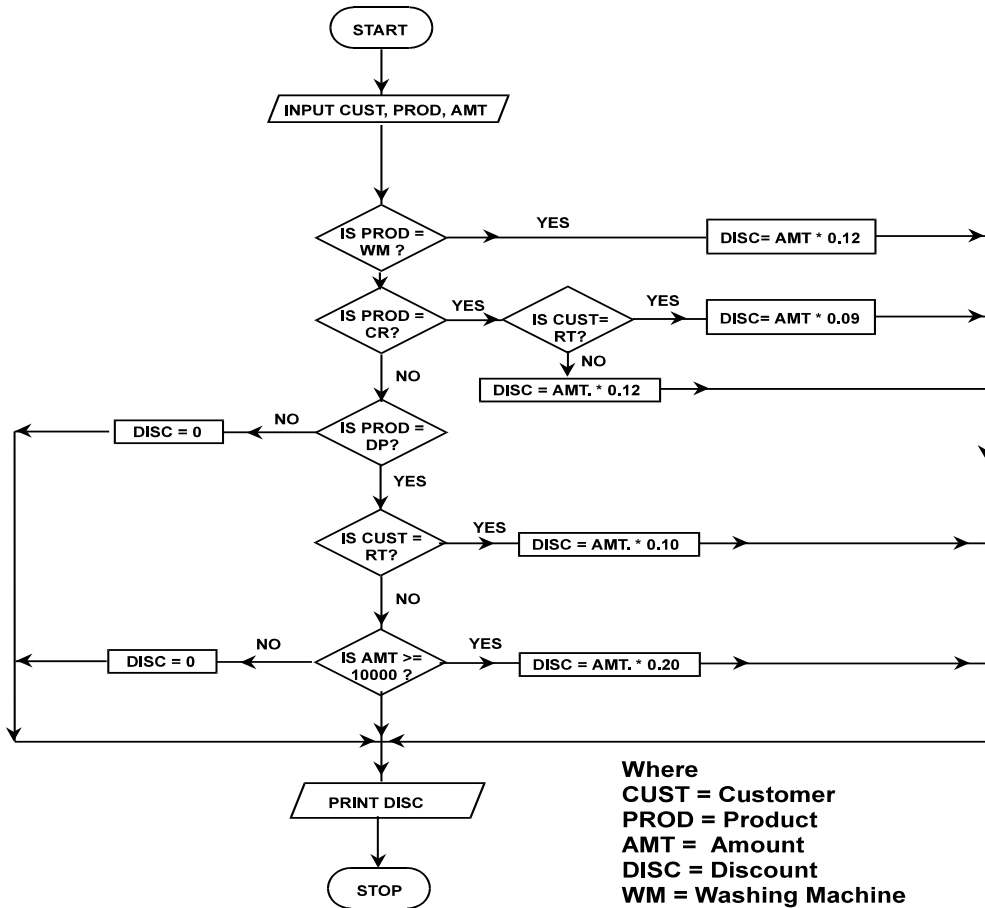 START
INPUT CUST, PROD, AMT
IS PROD =
WM ?
YES
DISC= AMT * 0.12
IS PROD =
CR?
YES
IS CUST=
RT?
YES
DISC= AMT * 0.09
NO
DISC = AMT. * 0.12
NO
IS PROD =
DP?
NO
DISC = 0
YES
IS CUST =
RT?
YES
DISC = AMT. * 0.10
NO
IS AMT >=
10000 ?
NO
DISC = 0
YES
DISC = AMT. * 0.20
PRINT DISC
STOP
Where
CUST = Customer
PROD = Product
AMT = Amount
DISC = Discount
WM = Washing Machine